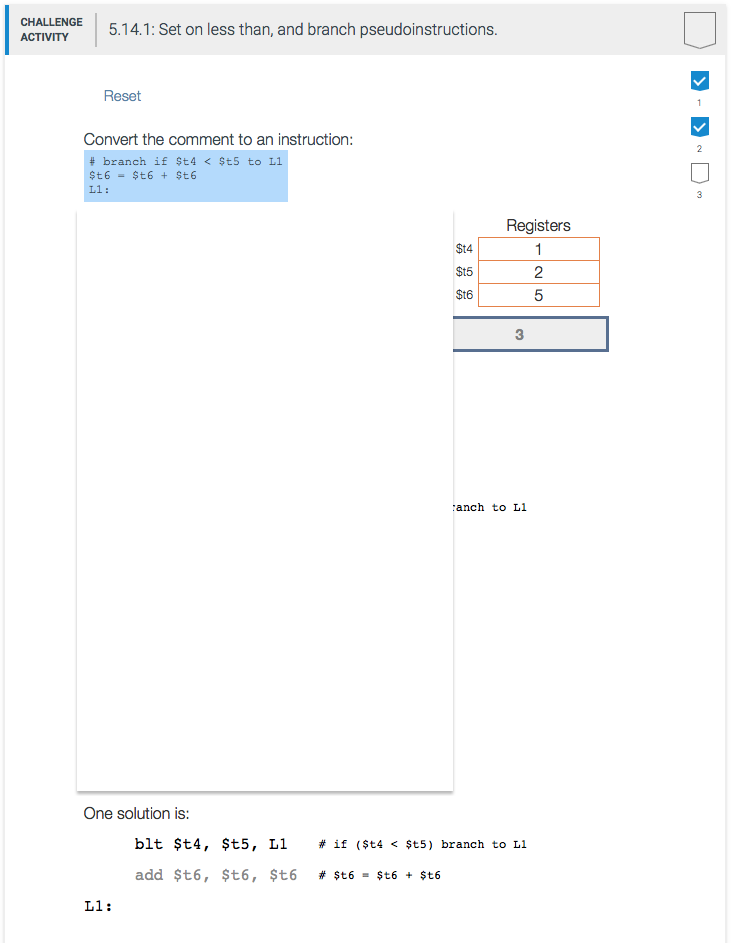 CHALLENGE
ACTIVITY
5.14.1: Set on less than, and branch pseudoinstructions.
Reset
1
2
3
Convert the comment to an instruction:
# branch if $t4 < $t5 to L1
$t6 = $t6 + $t6
L1:
Registers
$t4 1
$t5 2
$t6 5
3
ranch to L1
One solution is:
blt $t4, $t5, L1 # if ($t4 < $t5) branch to L1
add $t6, $t6, $t6 # $t6 = $t6 + $t6
L1: